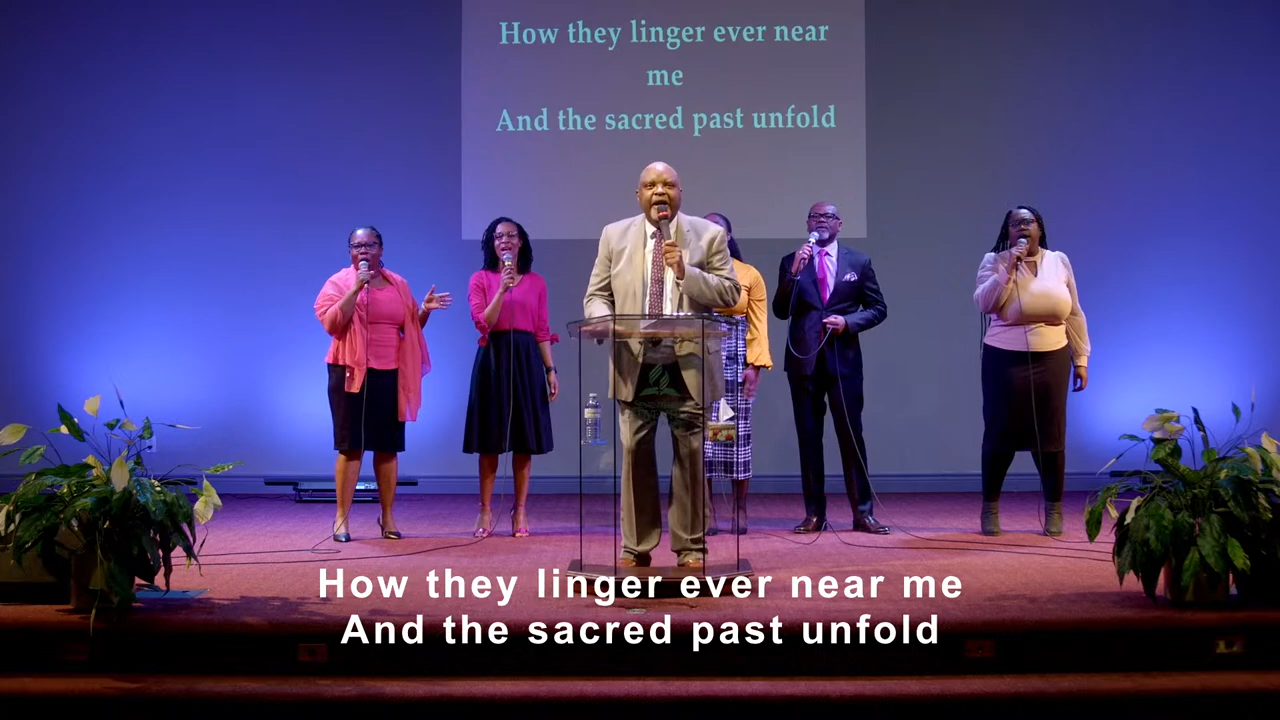 How they linger ever near
me
And the sacred past unfold
How they linger ever near me
And the sacred past unfold